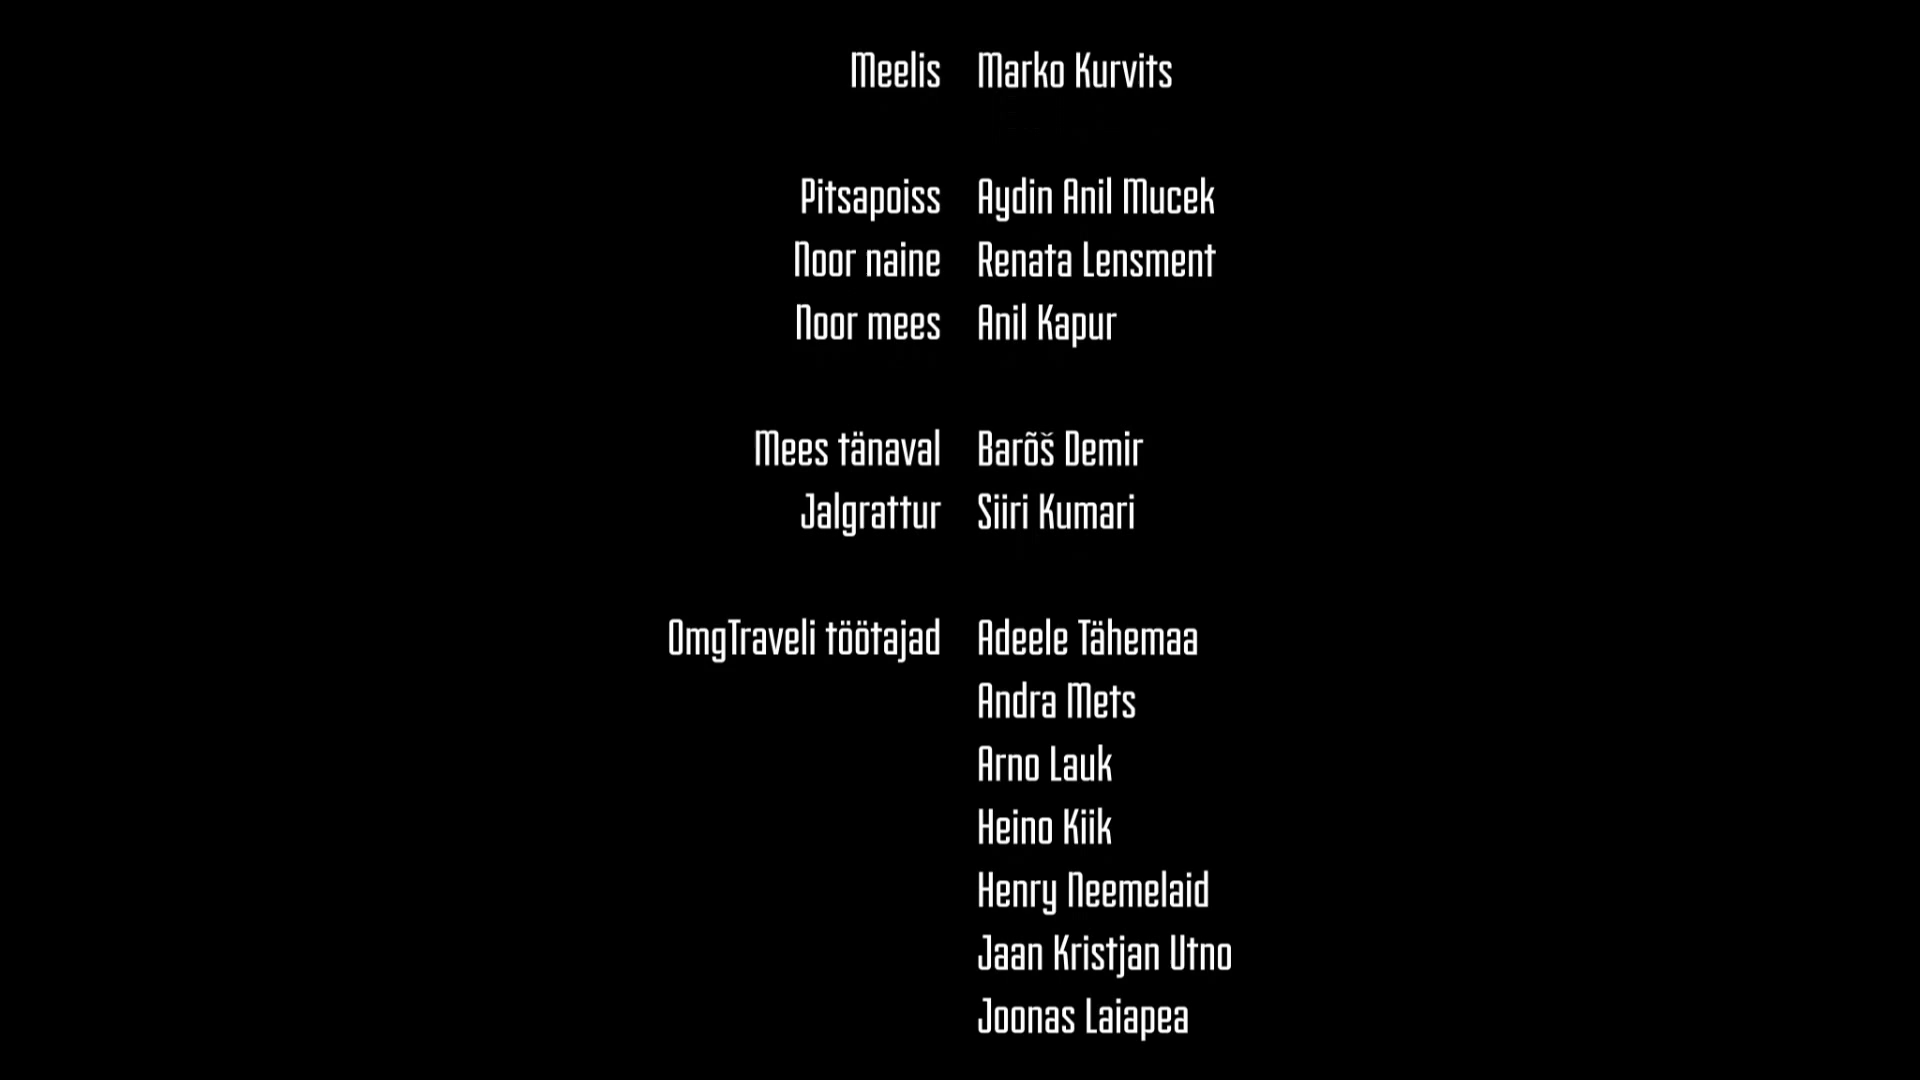 Meelis Marko Kurvits
Pitsapoiss Aydin Anil Mucek
Noor naine Renata Lensment
Noor mees Anil Kapur
Mees tänaval Barõš Demir
Jalgrattur Siiri Kumari
OmgTraveli töötajad Adeele Tähemaa
Andra Mets
Arno Lauk
Heino Kiik
Henry Neemelaid
Jaan Kristjan Utno
Joonas Laiapea